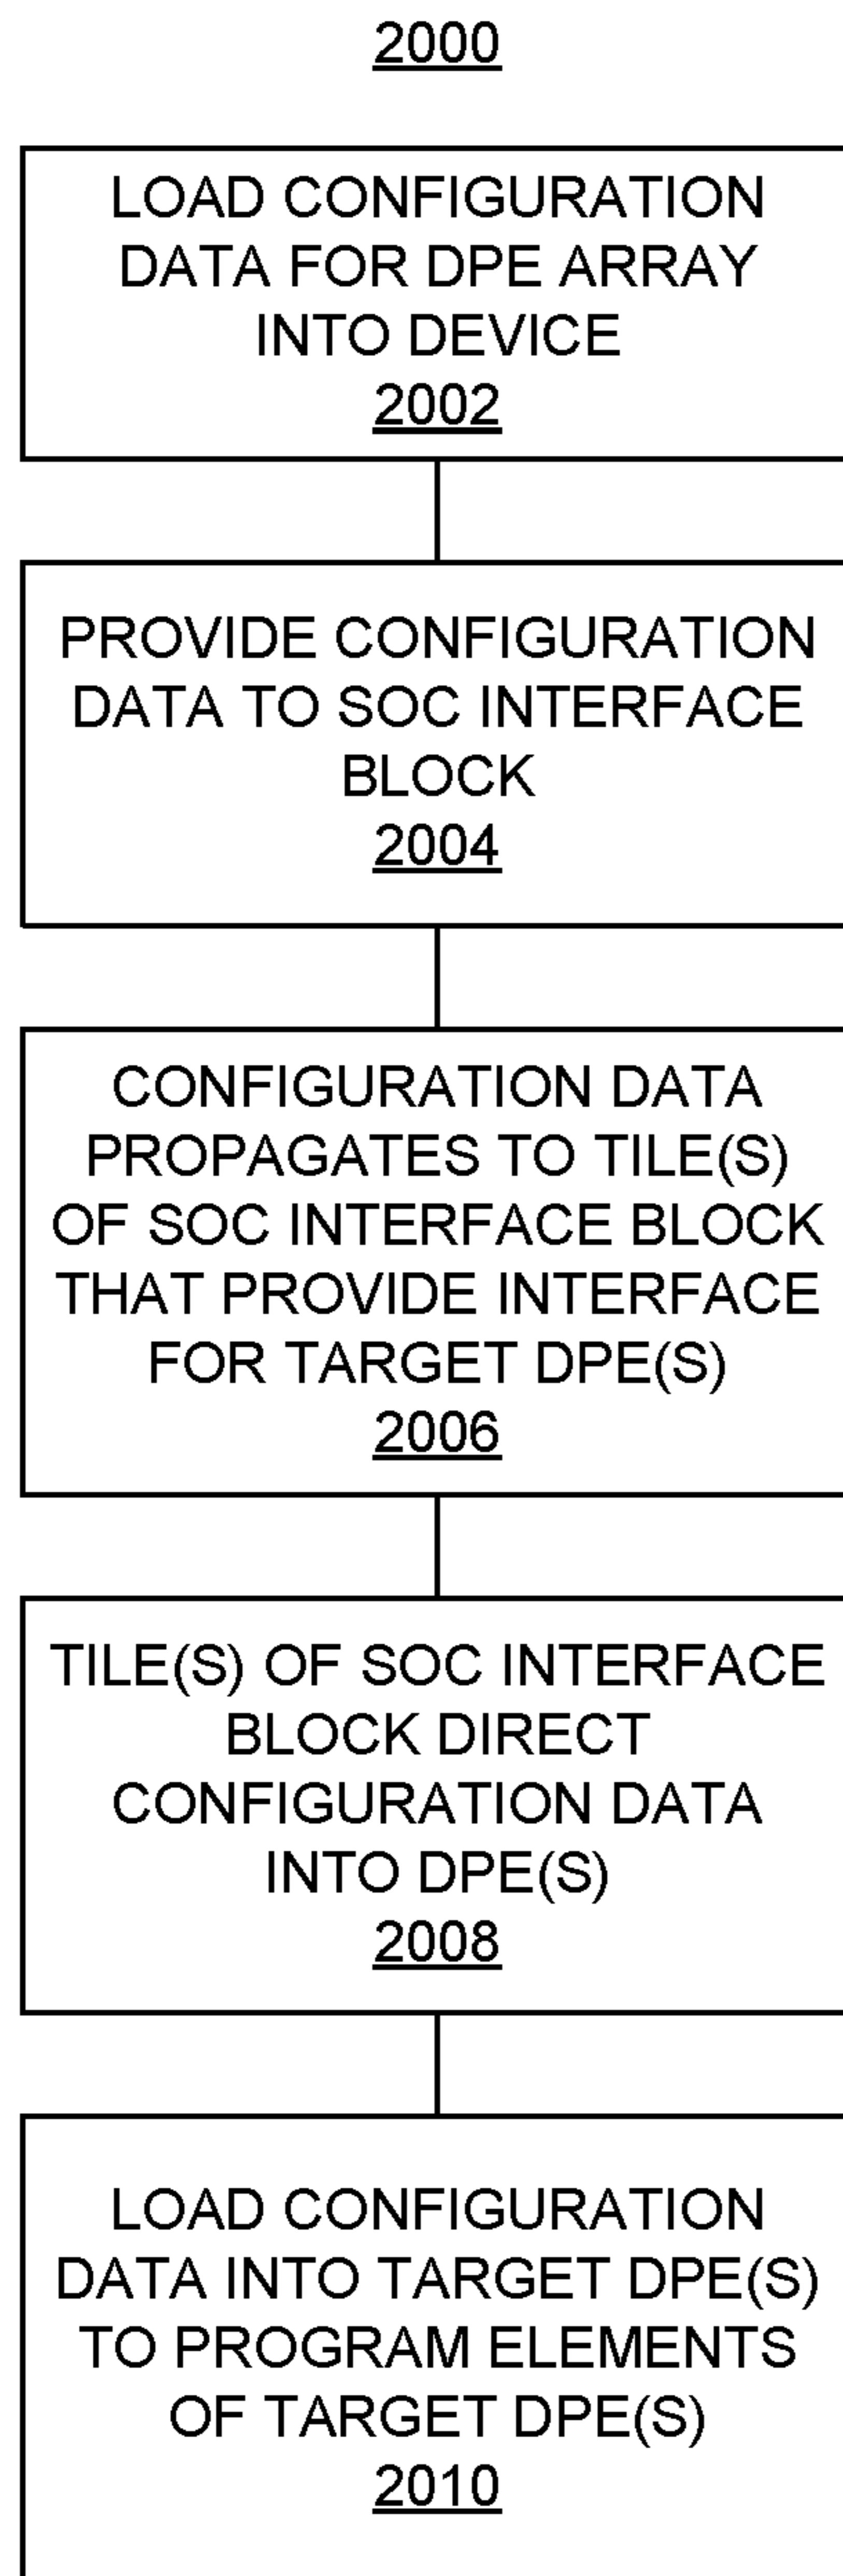 2000
LOAD CONFIGURATION
DATA FOR DPE ARRAY
INTO DEVICE
2002
PROVIDE CONFIGURATION
DATA TO SOC INTERFACE
BLOCK
2004
CONFIGURATION DATA
PROPAGATES TO TILE(S)
OF SOC INTERFACE BLOCK
THAT PROVIDE INTERFACE
FOR TARGET DPE(S)
2006
TILE(S) OF SOC INTERFACE
BLOCK DIRECT
CONFIGURATION DATA
INTO DPE(S)
2008
LOAD CONFIGURATION
DATA INTO TARGET DPE(S)
TO PROGRAM ELEMENTS
OF TARGET DPE(S)
2010